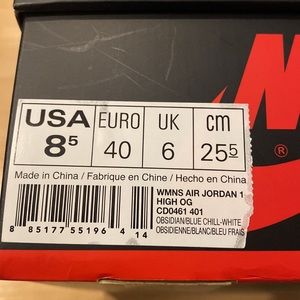 USA EURO UK cm
8⁵ 40 6 25⁵
Made in China / Fabrique en Chine / Hecho en China
WMNS AIR JORDAN 1
HIGH OG
CD0461 401
OBSIDIAN/BLUE CHILL-WHITE
OBSIDIENNE/BLANC/BLEU FRAIS
8 85177 55196 4 14
®